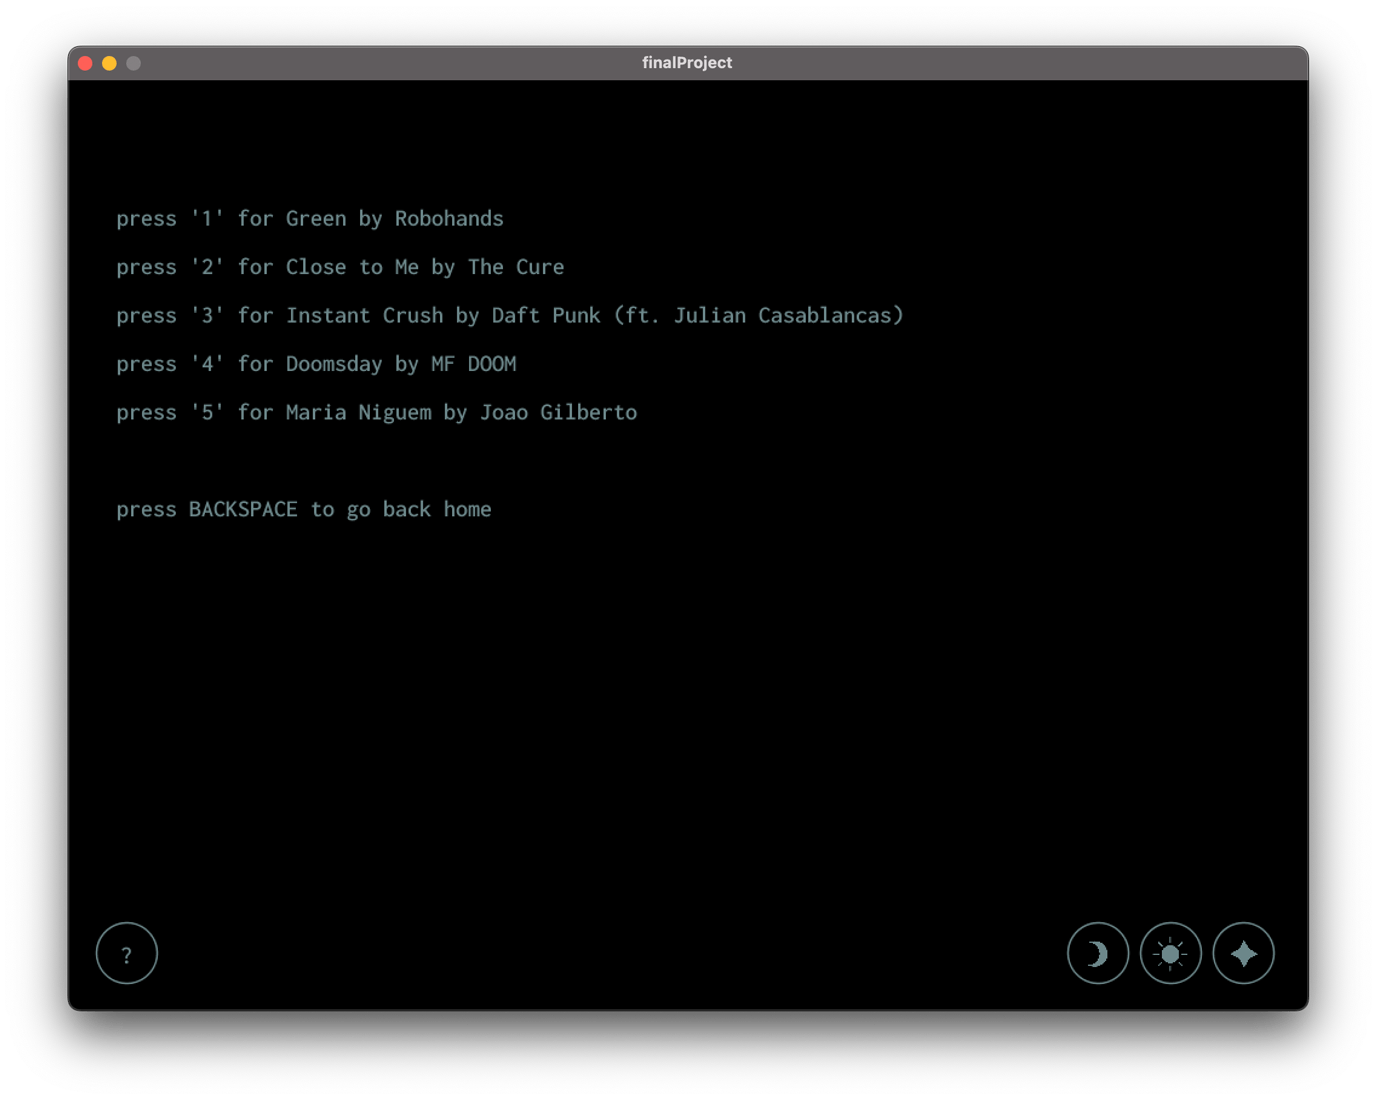 finalProject
press '1' for Green by Robohands
press '2' for Close to Me by The Cure
press '3' for Instant Crush by Daft Punk (ft. Julian Casablancas)
press '4' for Doomsday by MF DOOM
press '5' for Maria Niguem by Joao Gilberto
press BACKSPACE to go back home
?